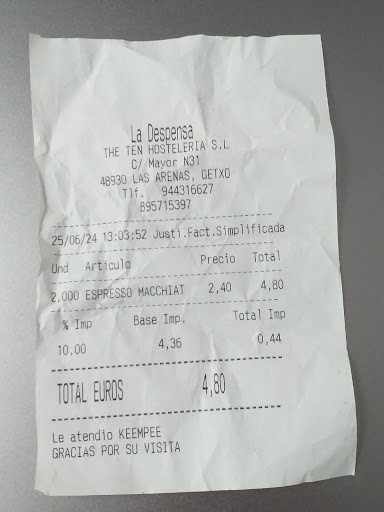 La Despensa
THE TEN HOSTELERIA S.L
C/ Mayor N31
48930 LAS ARENAS, GETXO
Tlf. 944316627
B95715397
25/06/24 13:03:52 Justi.Fact.Simplificada
Und Articulo Precio Total
2,000 ESPRESSO MACCHIAT 2,40 4,80
% Imp Base Imp. Total Imp
10,00 4,36 0,44
TOTAL EUROS 4,80
Le atendio KEEMPEE
GRACIAS POR SU VISITA